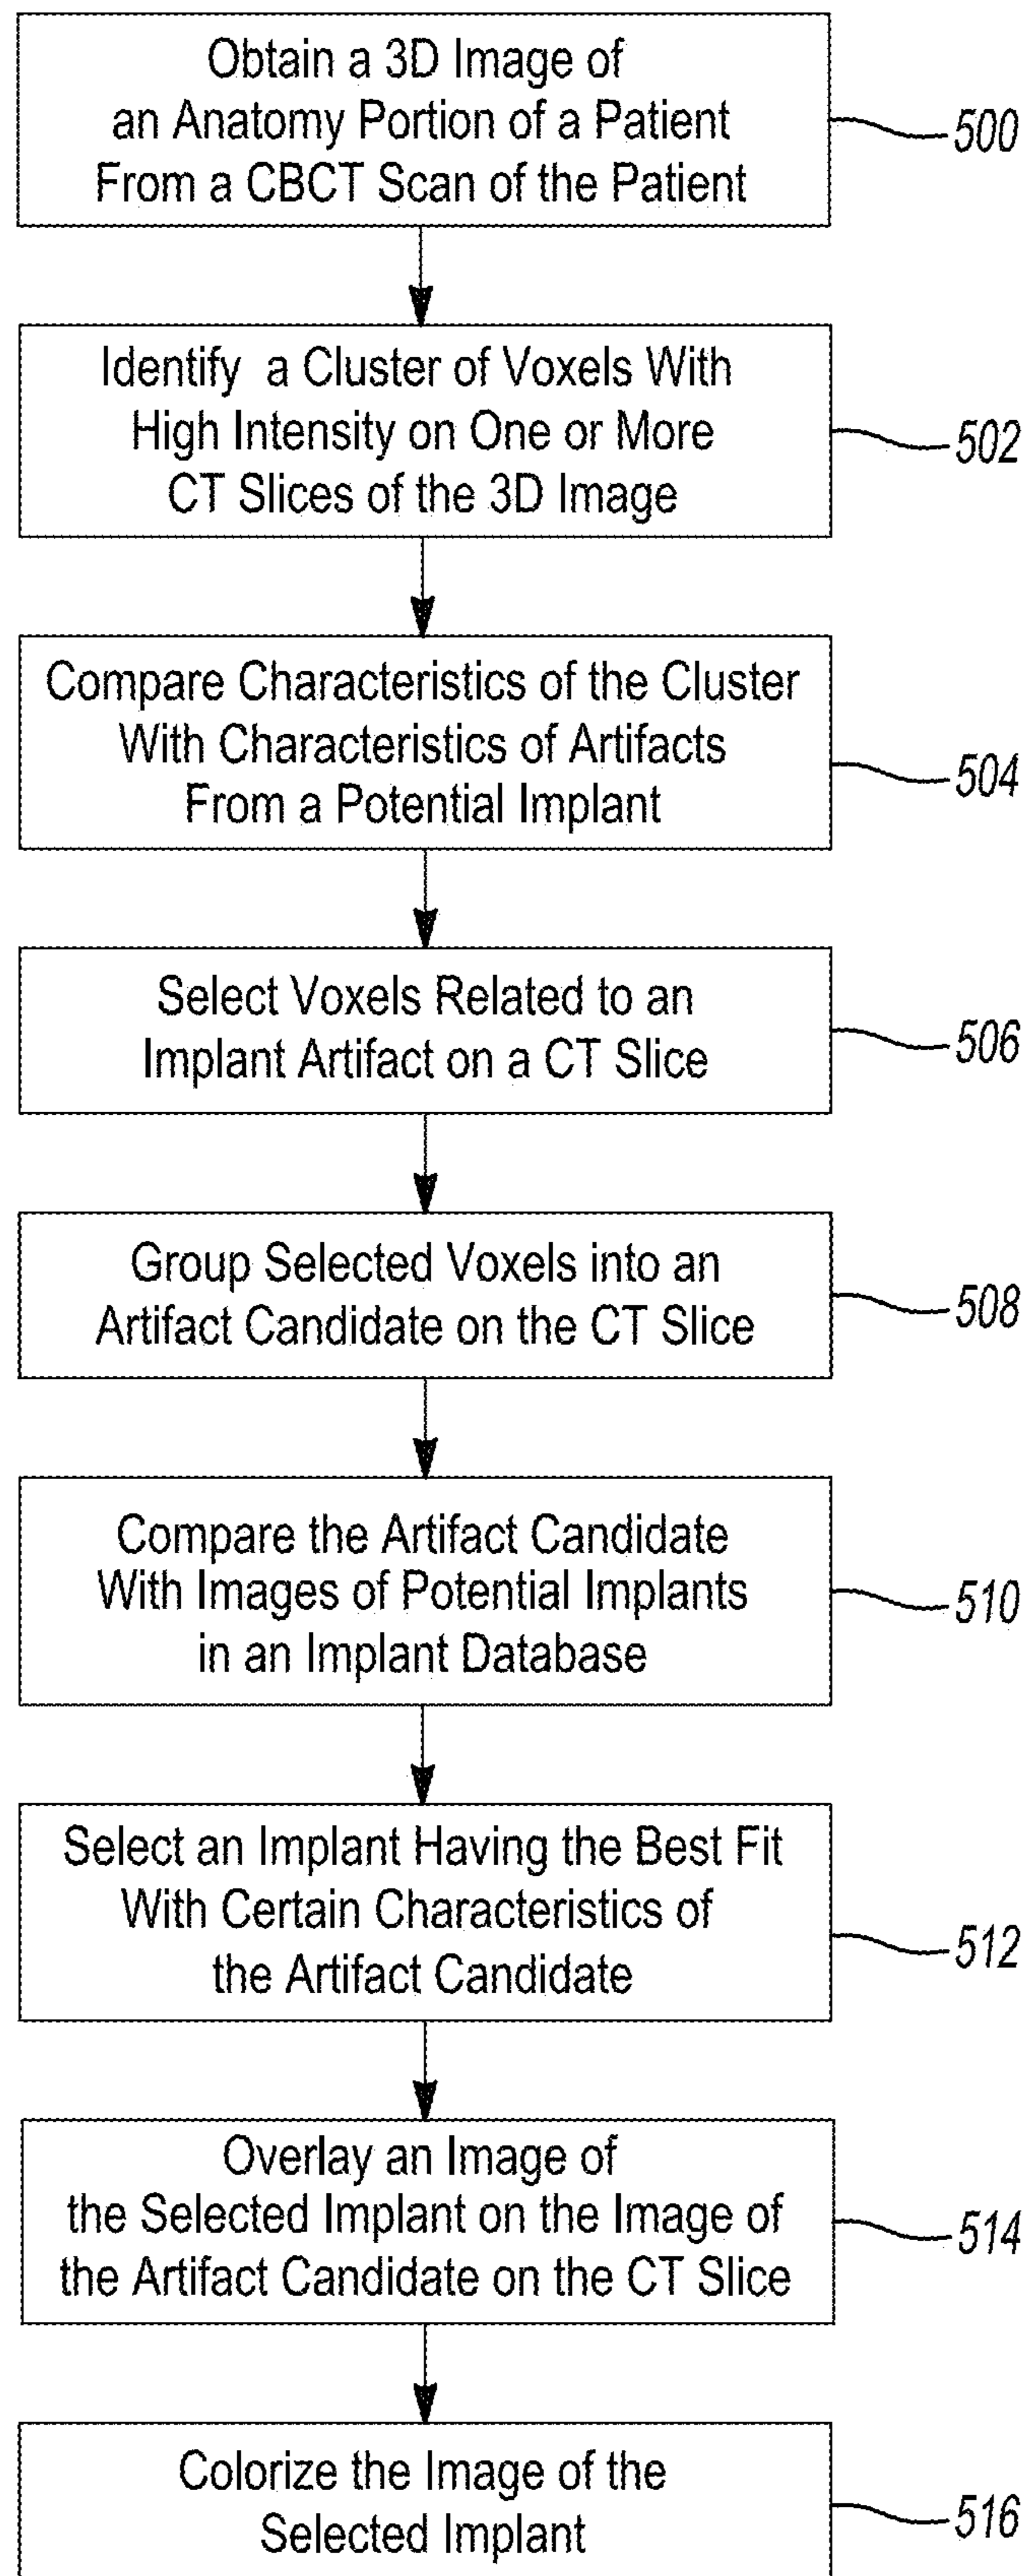 Obtain a 3D Image of
an Anatomy Portion of a Patient
From a CBCT Scan of the Patient
500
Identify a Cluster of Voxels With
High Intensity on One or More
CT Slices of the 3D Image
502
Compare Characteristics of the Cluster
With Characteristics of Artifacts
From a Potential Implant
504
Select Voxels Related to an
Implant Artifact on a CT Slice
506
Group Selected Voxels into an
Artifact Candidate on the CT Slice
508
Compare the Artifact Candidate
With Images of Potential Implants
in an Implant Database
510
Select an Implant Having the Best Fit
With Certain Characteristics of
the Artifact Candidate
512
Overlay an Image of
the Selected Implant on the Image of
the Artifact Candidate on the CT Slice
514
Colorize the Image of the
Selected Implant
516